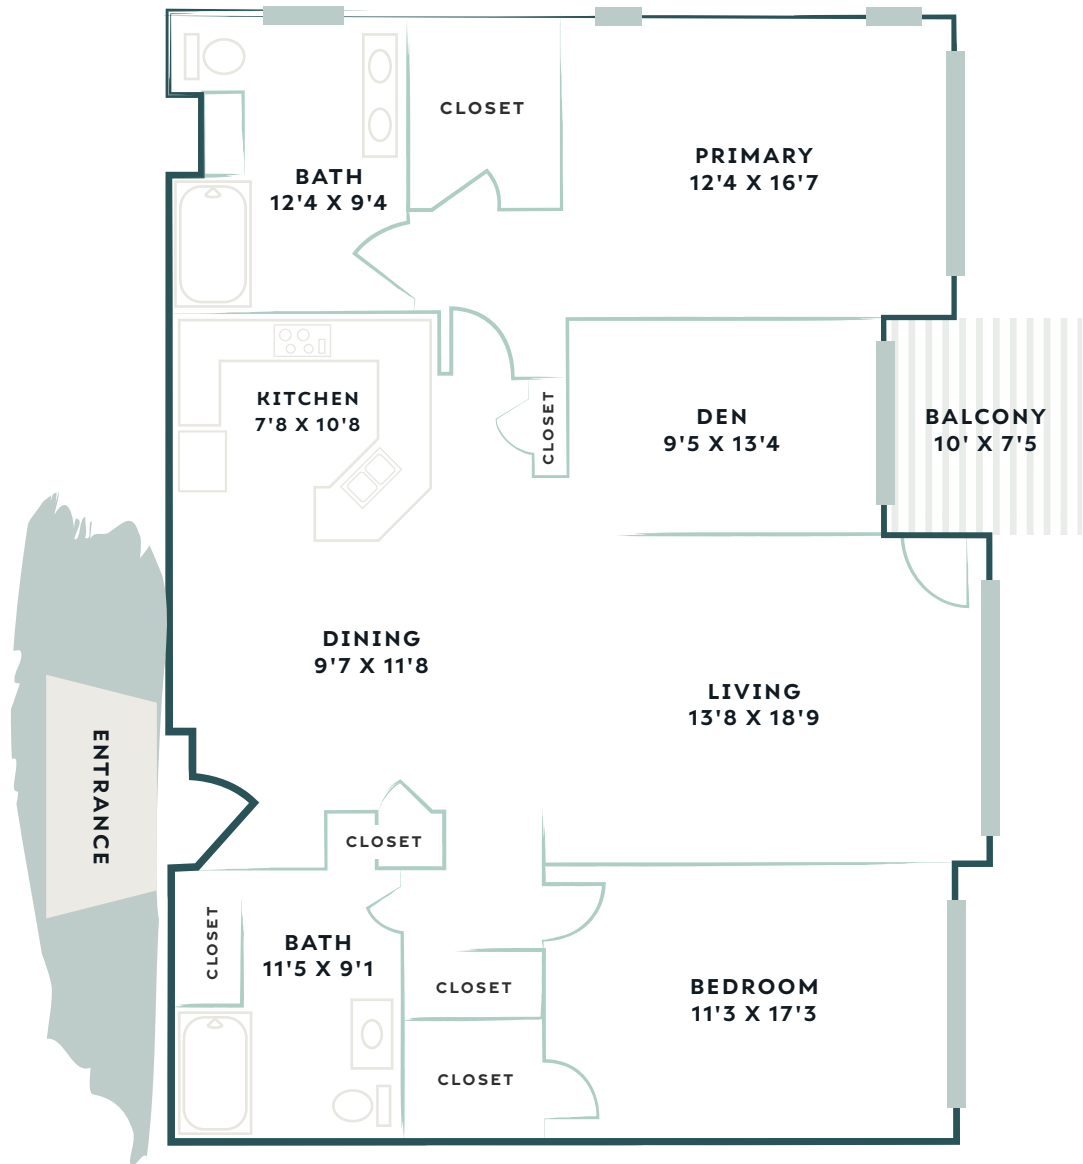 CLOSET
PRIMARY
12'4 X 16'7
BATH
12'4 X 9'4
KITCHEN
7'8 X 10'8
CLOSET
DEN
9'5 X 13'4
BALCONY
10' X 7'5
DINING
9'7 X 11'8
LIVING
13'8 X 18'9
ENTRANCE
CLOSET
CLOSET
BATH
11'5 X 9'1
CLOSET
BEDROOM
11'3 X 17'3
CLOSET